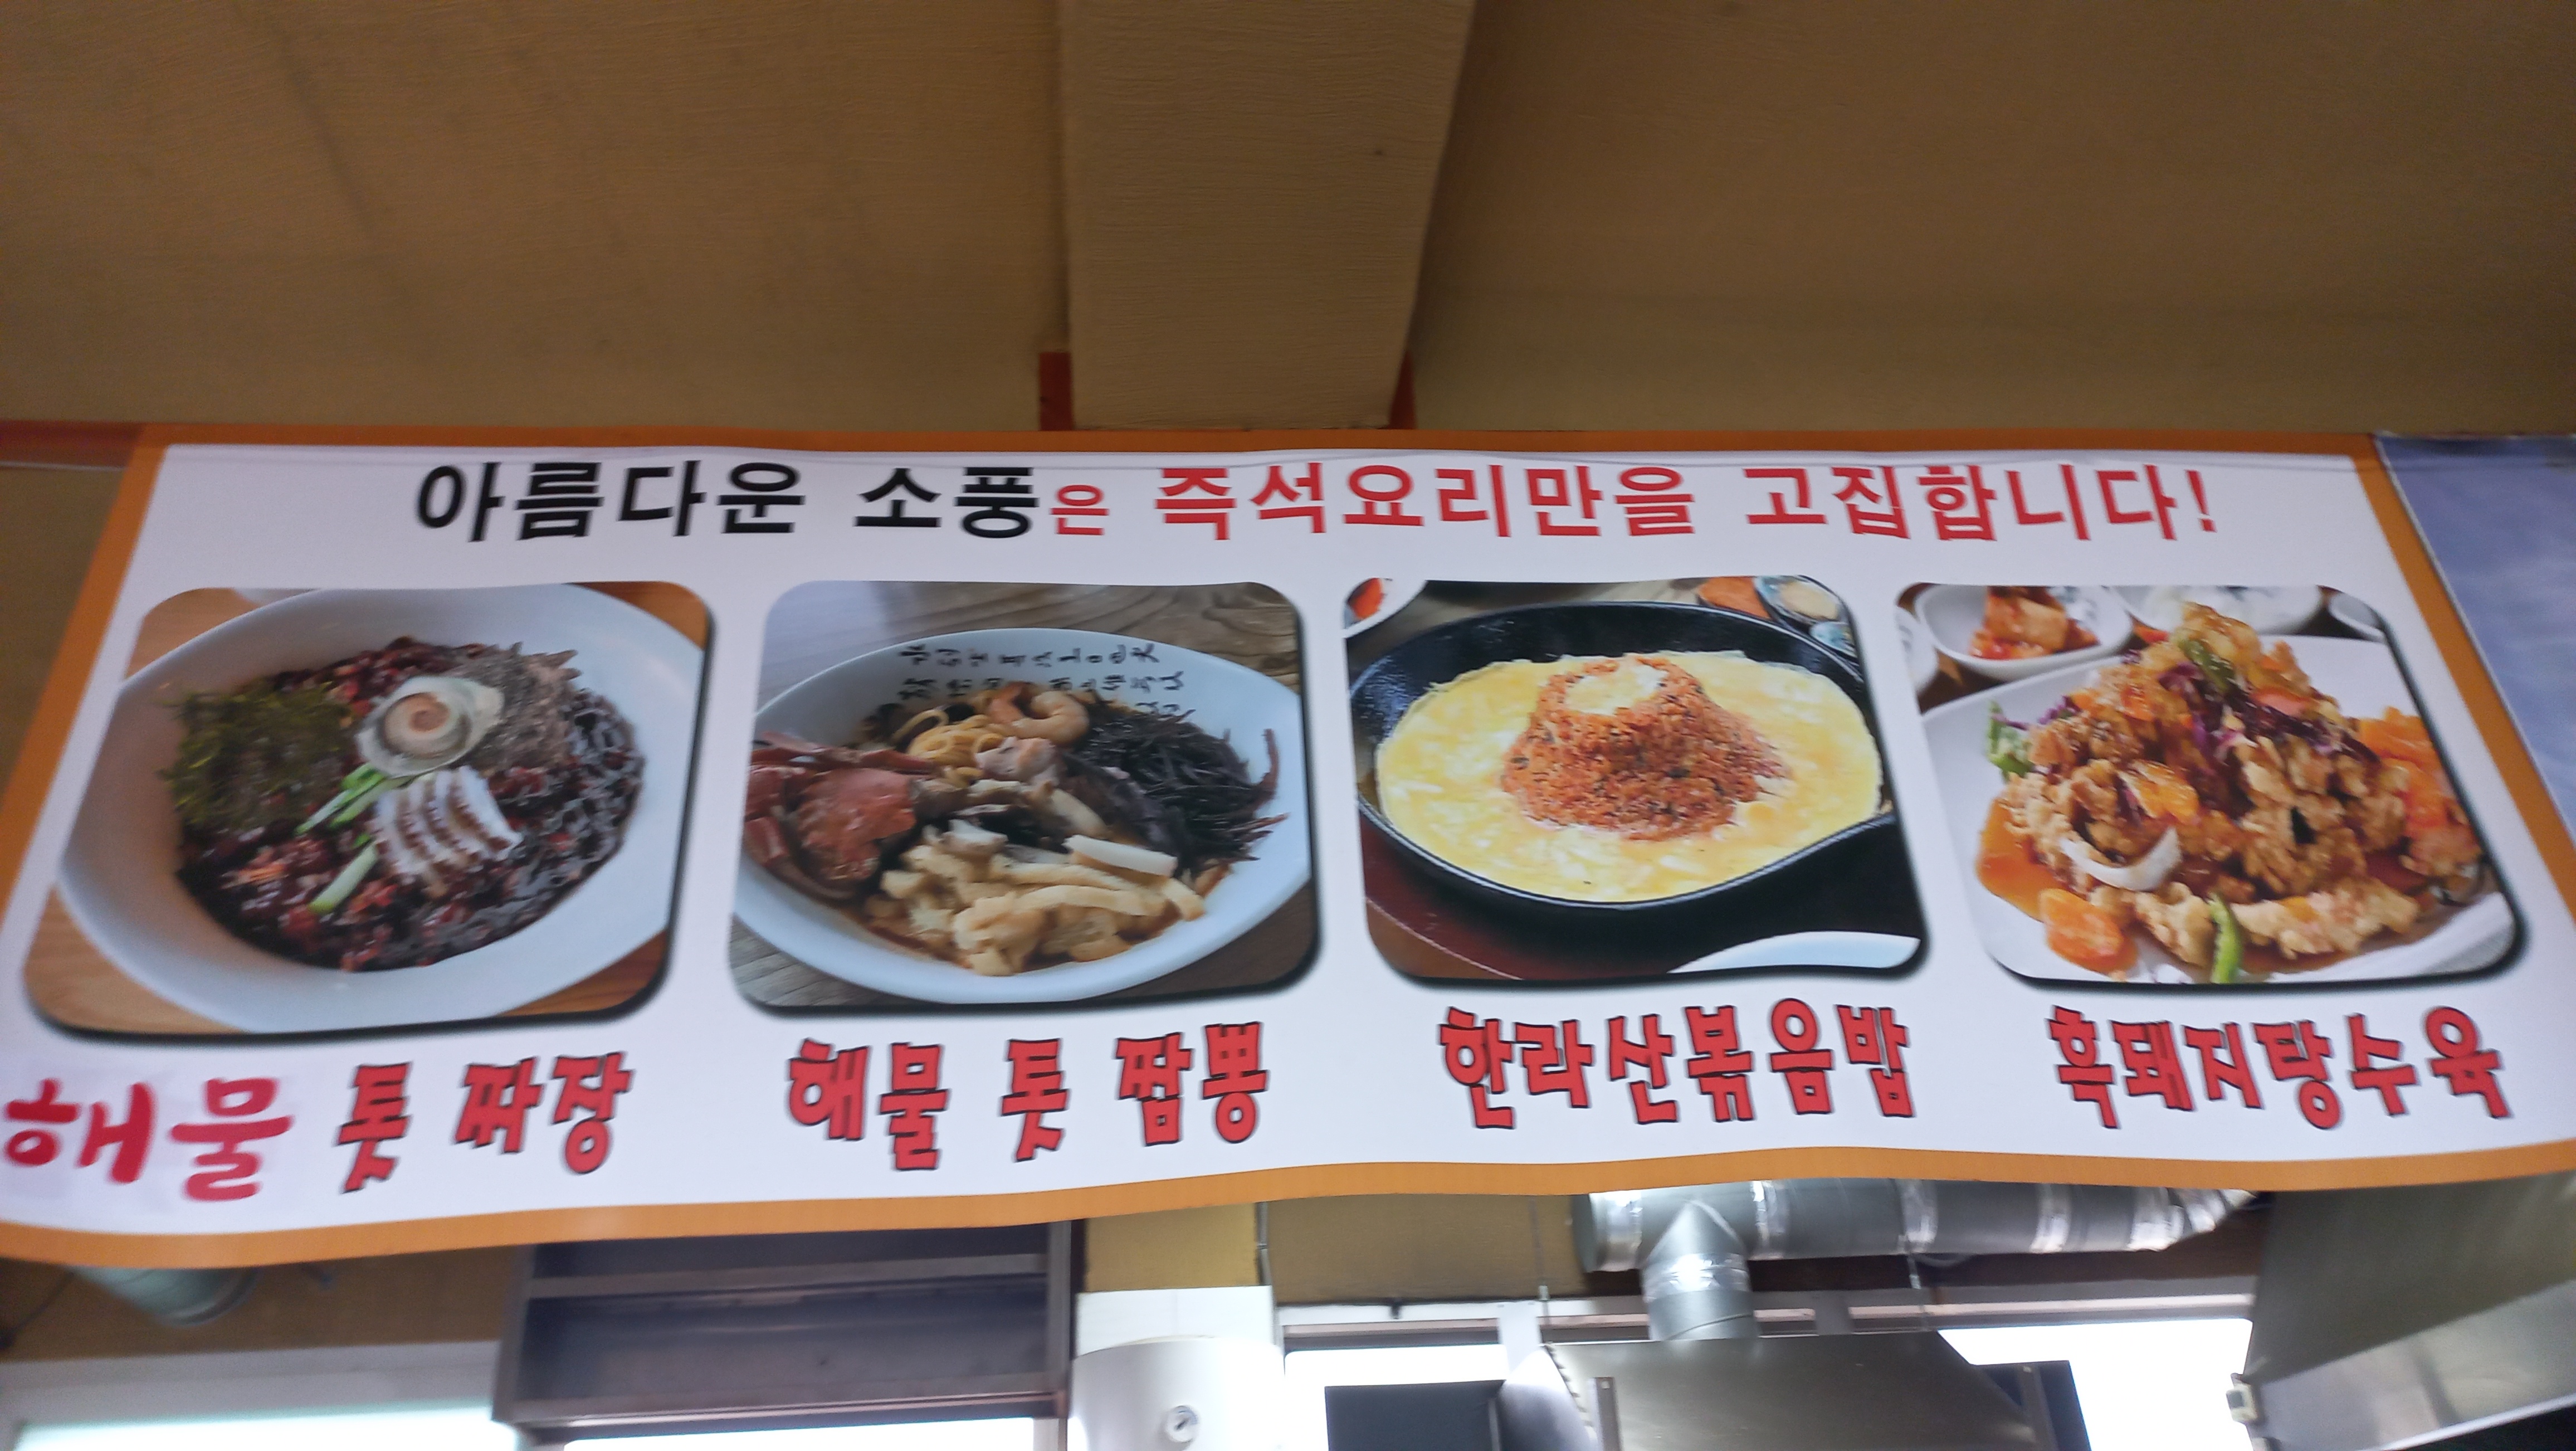 아름다운 소풍은 즉석요리만을 고집합니다!
해물 톳 짜장
해물 톳 짬뽕
한라산볶음밥
흑돼지탕수육